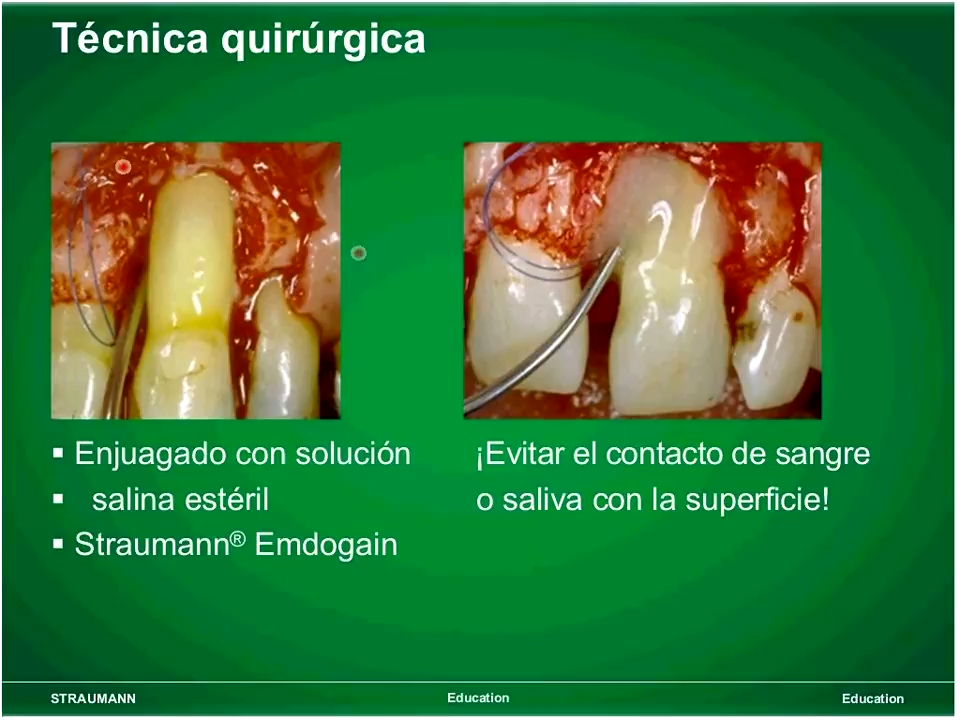 Técnica quirúrgica
▪ Enjuagado con solución
▪ salina estéril
▪ Straumann® Emdogain
¡Evitar el contacto de sangre
o saliva con la superficie!
STRAUMANN
Education
Education